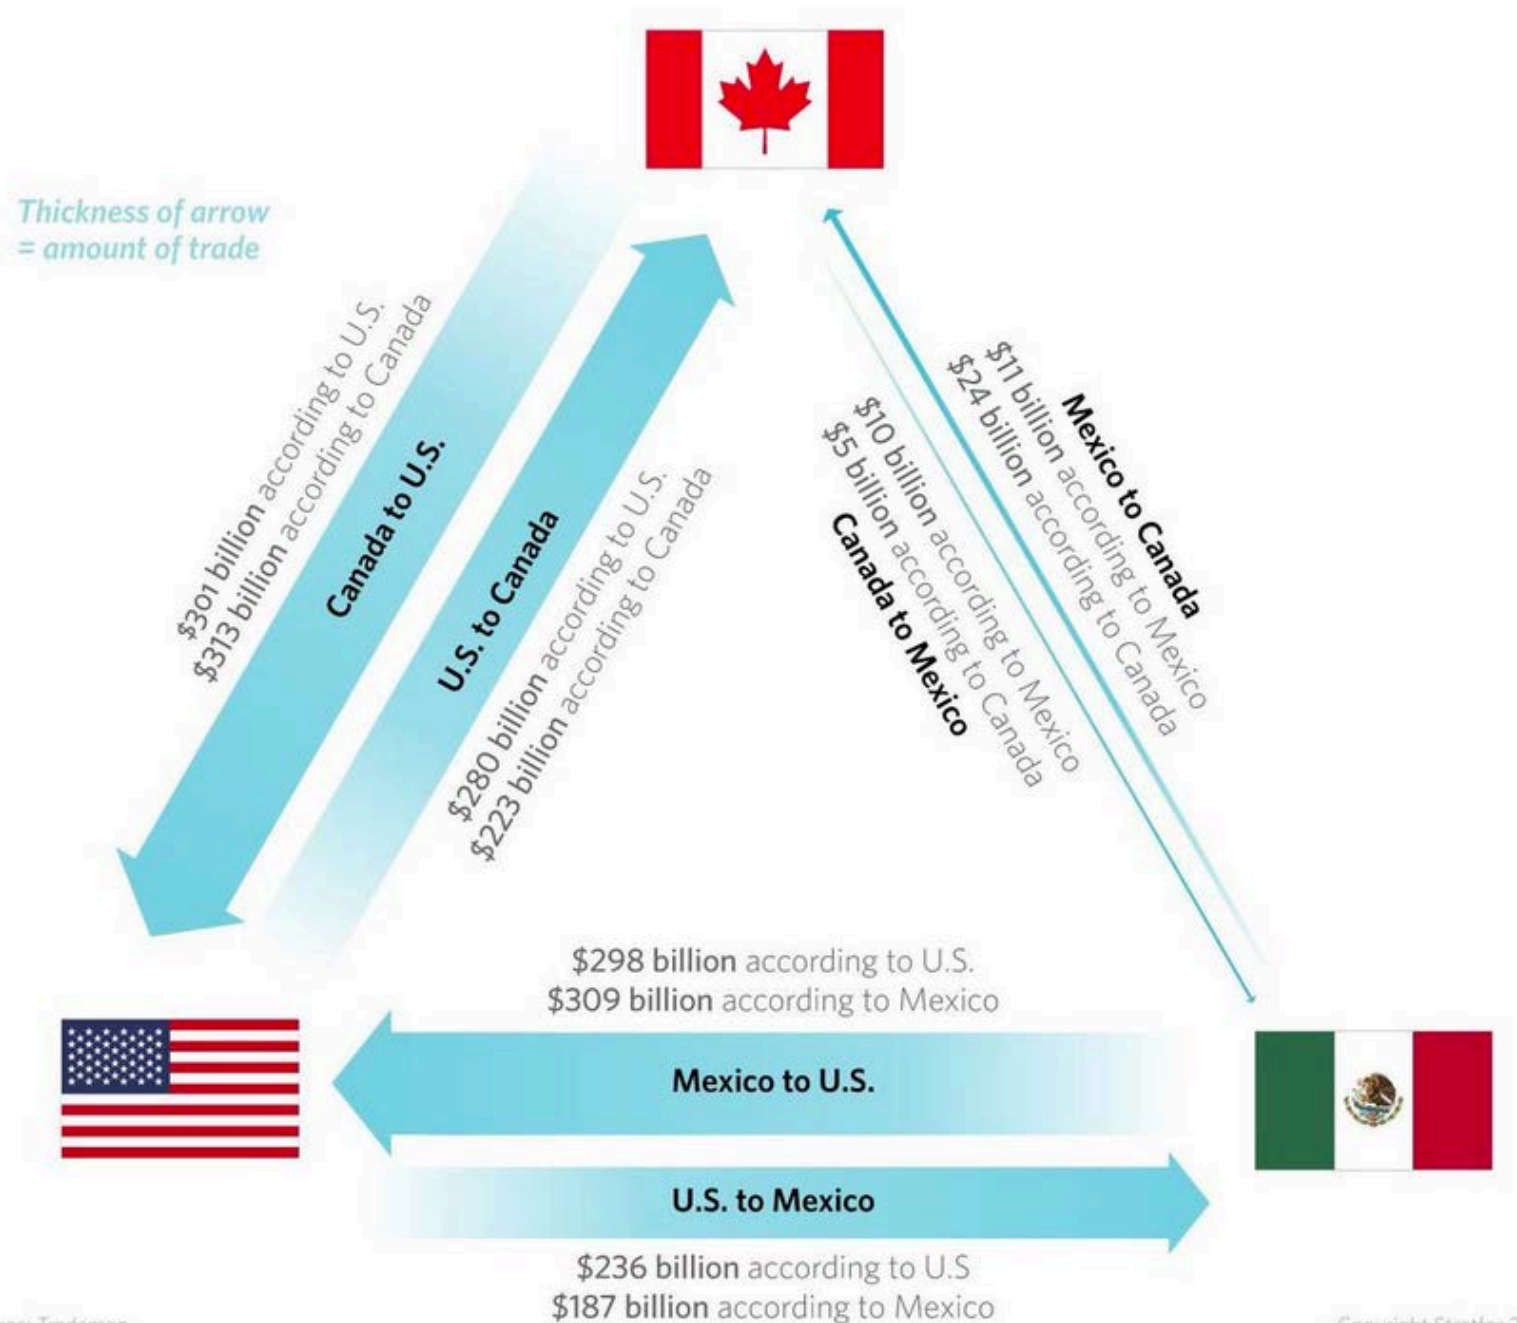 Thickness of arrow
= amount of trade
$301 billion according to U.S.
$313 billion according to Canada
Canada to U.S.
U.S. to Canada
$280 billion according to U.S.
$223 billion according to Canada
Mexico to Canada
$11 billion according to Mexico
$24 billion according to Canada
$10 billion according to Mexico
$5 billion according to Canada
Canada to Mexico
$298 billion according to U.S.
$309 billion according to Mexico
Mexico to U.S.
U.S. to Mexico
$236 billion according to U.S
$187 billion according to Mexico